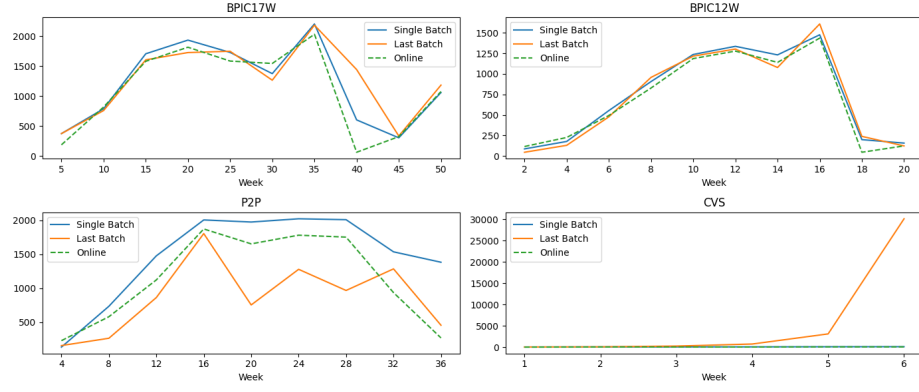 BPIC17W
Single Batch
Last Batch
Online
2000
1500
1000
500
0
5 10 15 20 25 30 35 40 45 50
Week
BPIC12W
Single Batch
Last Batch
Online
1500
1250
1000
750
500
250
0
2 4 6 8 10 12 14 16 18 20
Week
P2P
Single Batch
Last Batch
Online
2000
1500
1000
500
4 8 12 16 20 24 28 32 36
Week
CVS
Single Batch
Last Batch
Online
30000
25000
20000
15000
10000
5000
0
1 2 3 4 5 6
Week